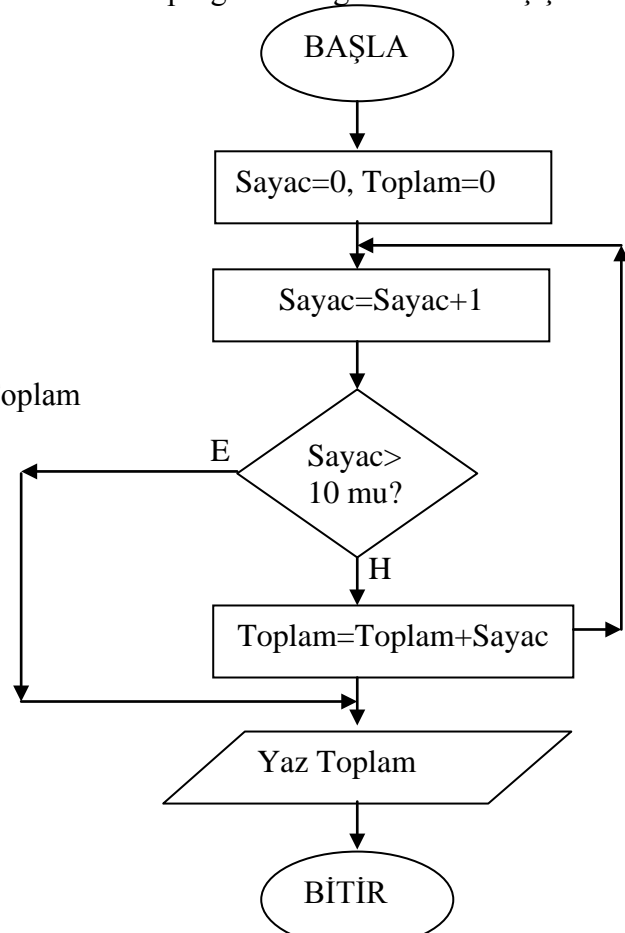 BAŞLA
Sayac=0, Toplam=0
Sayac=Sayac+1
oplam
E
Sayac>
10 mu?
H
Toplam=Toplam+Sayac
Yaz Toplam
BİTİR